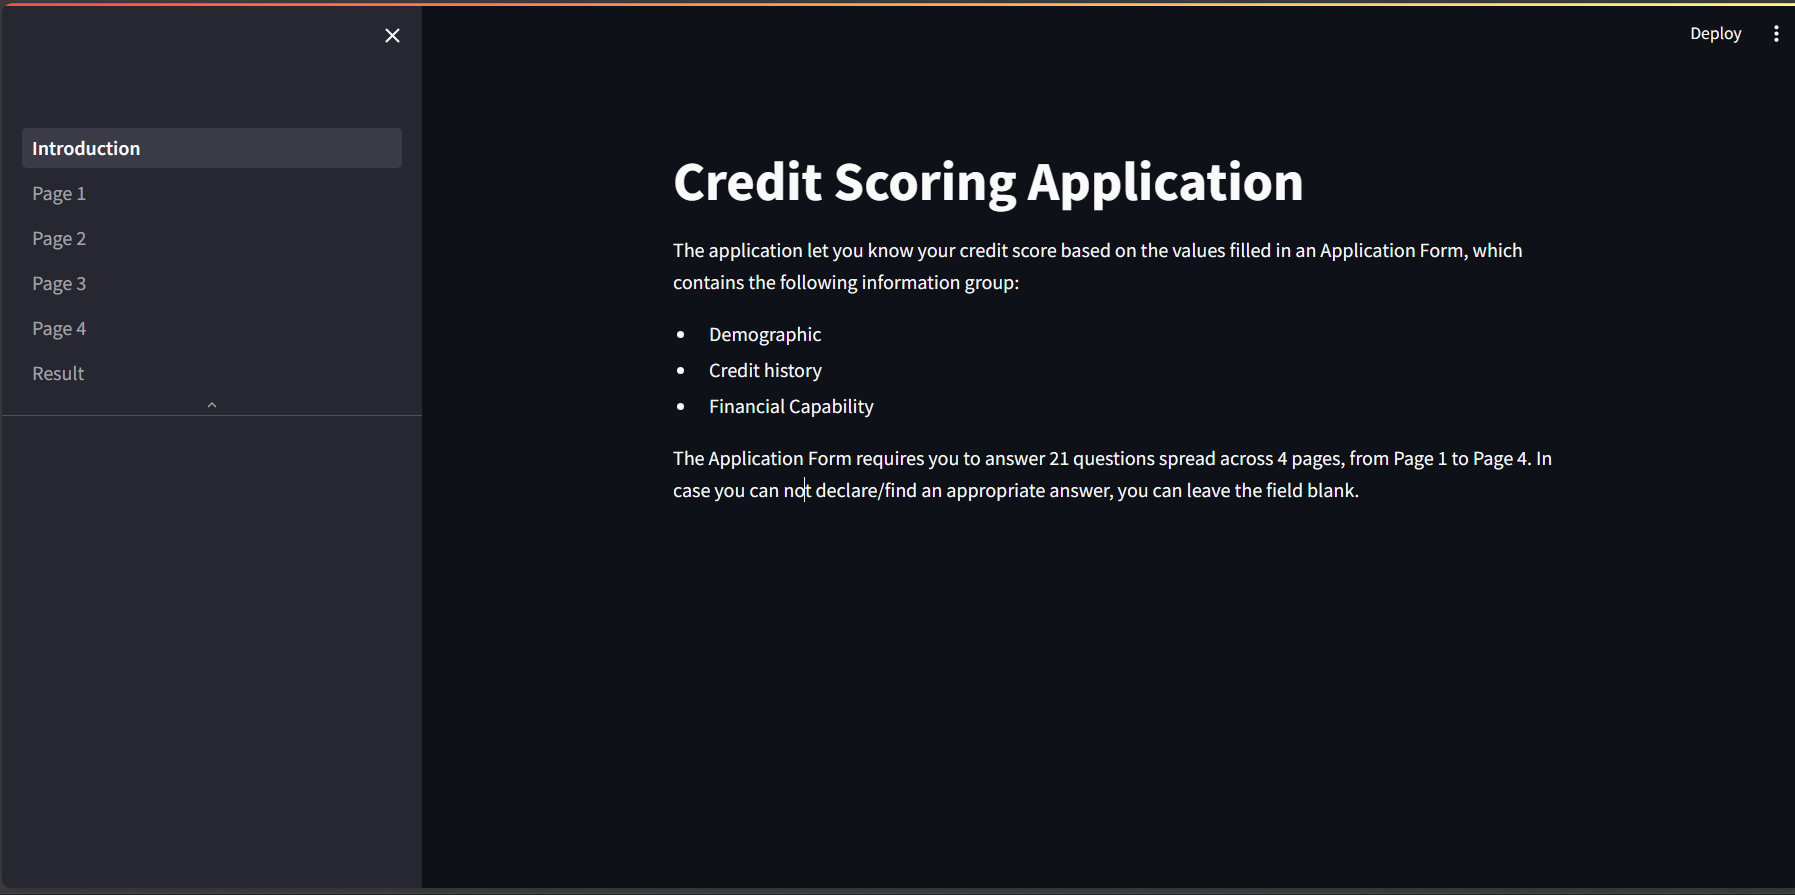 Deploy
Introduction
Page 1
Page 2
Page 3
Page 4
Result
Credit Scoring Application
The application let you know your credit score based on the values filled in an Application Form, which
contains the following information group:
• Demographic
• Credit history
• Financial Capability
The Application Form requires you to answer 21 questions spread across 4 pages, from Page 1 to Page 4. In
case you can not declare/find an appropriate answer, you can leave the field blank.